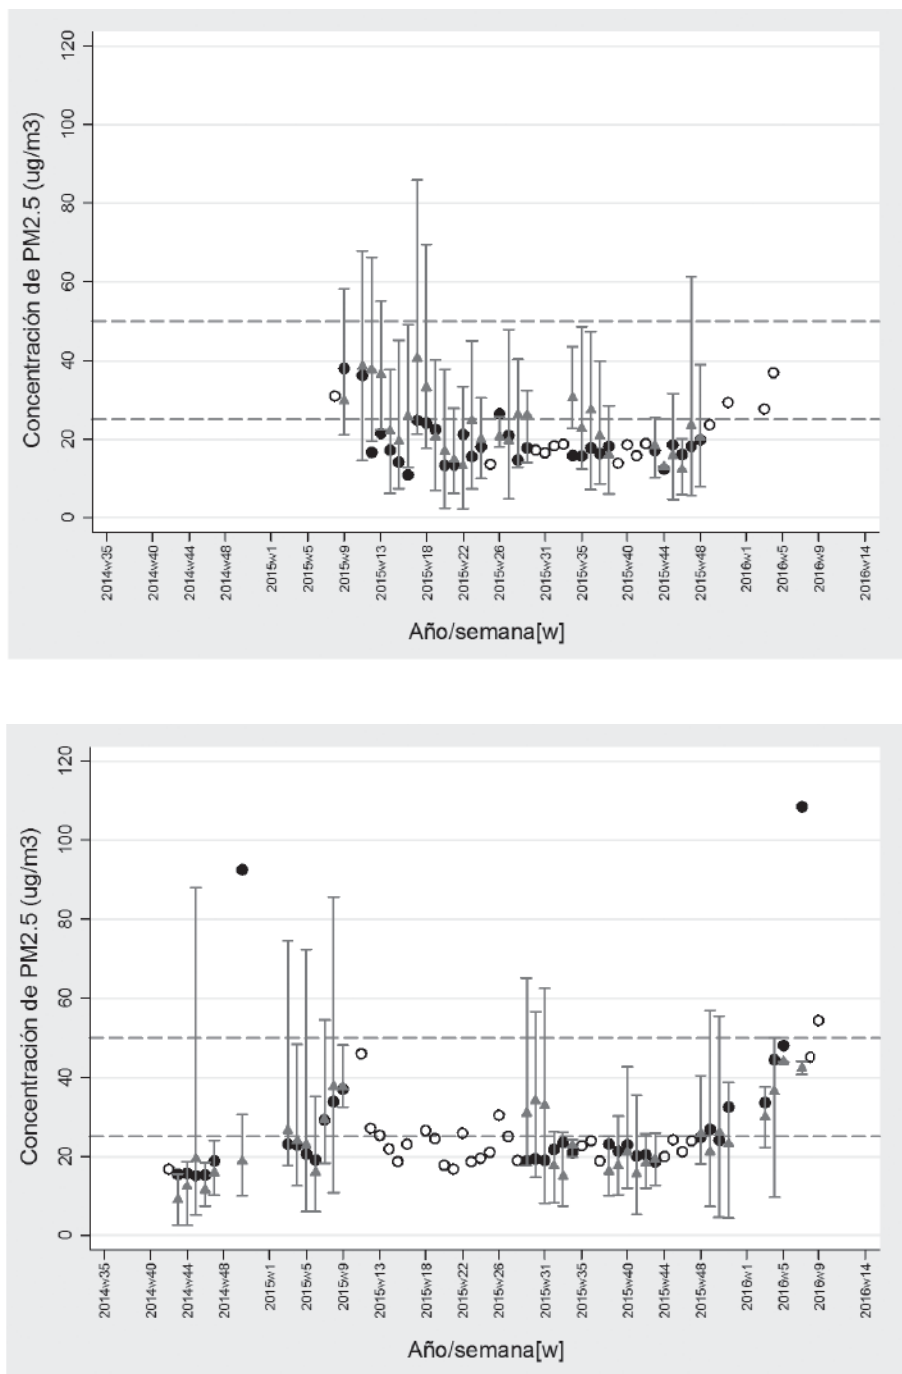 Concentración de PM2.5 (ug/m3)
120
100
80
60
40
20
0
2014w35
2014w40
2014w44
2014w48
2015w1
2015w5
2015w9
2015w13
2015w18
2015w22
2015w26
2015w31
2015w35
2015w40
2015w44
2015w48
2016w1
2016w5
2016w9
2016w14
Año/semana[w]
Concentración de PM2.5 (ug/m3)
120
100
80
60
40
20
0
2014w35
2014w40
2014w44
2014w48
2015w1
2015w5
2015w9
2015w13
2015w18
2015w22
2015w26
2015w31
2015w35
2015w40
2015w44
2015w48
2016w1
2016w5
2016w9
2016w14
Año/semana[w]